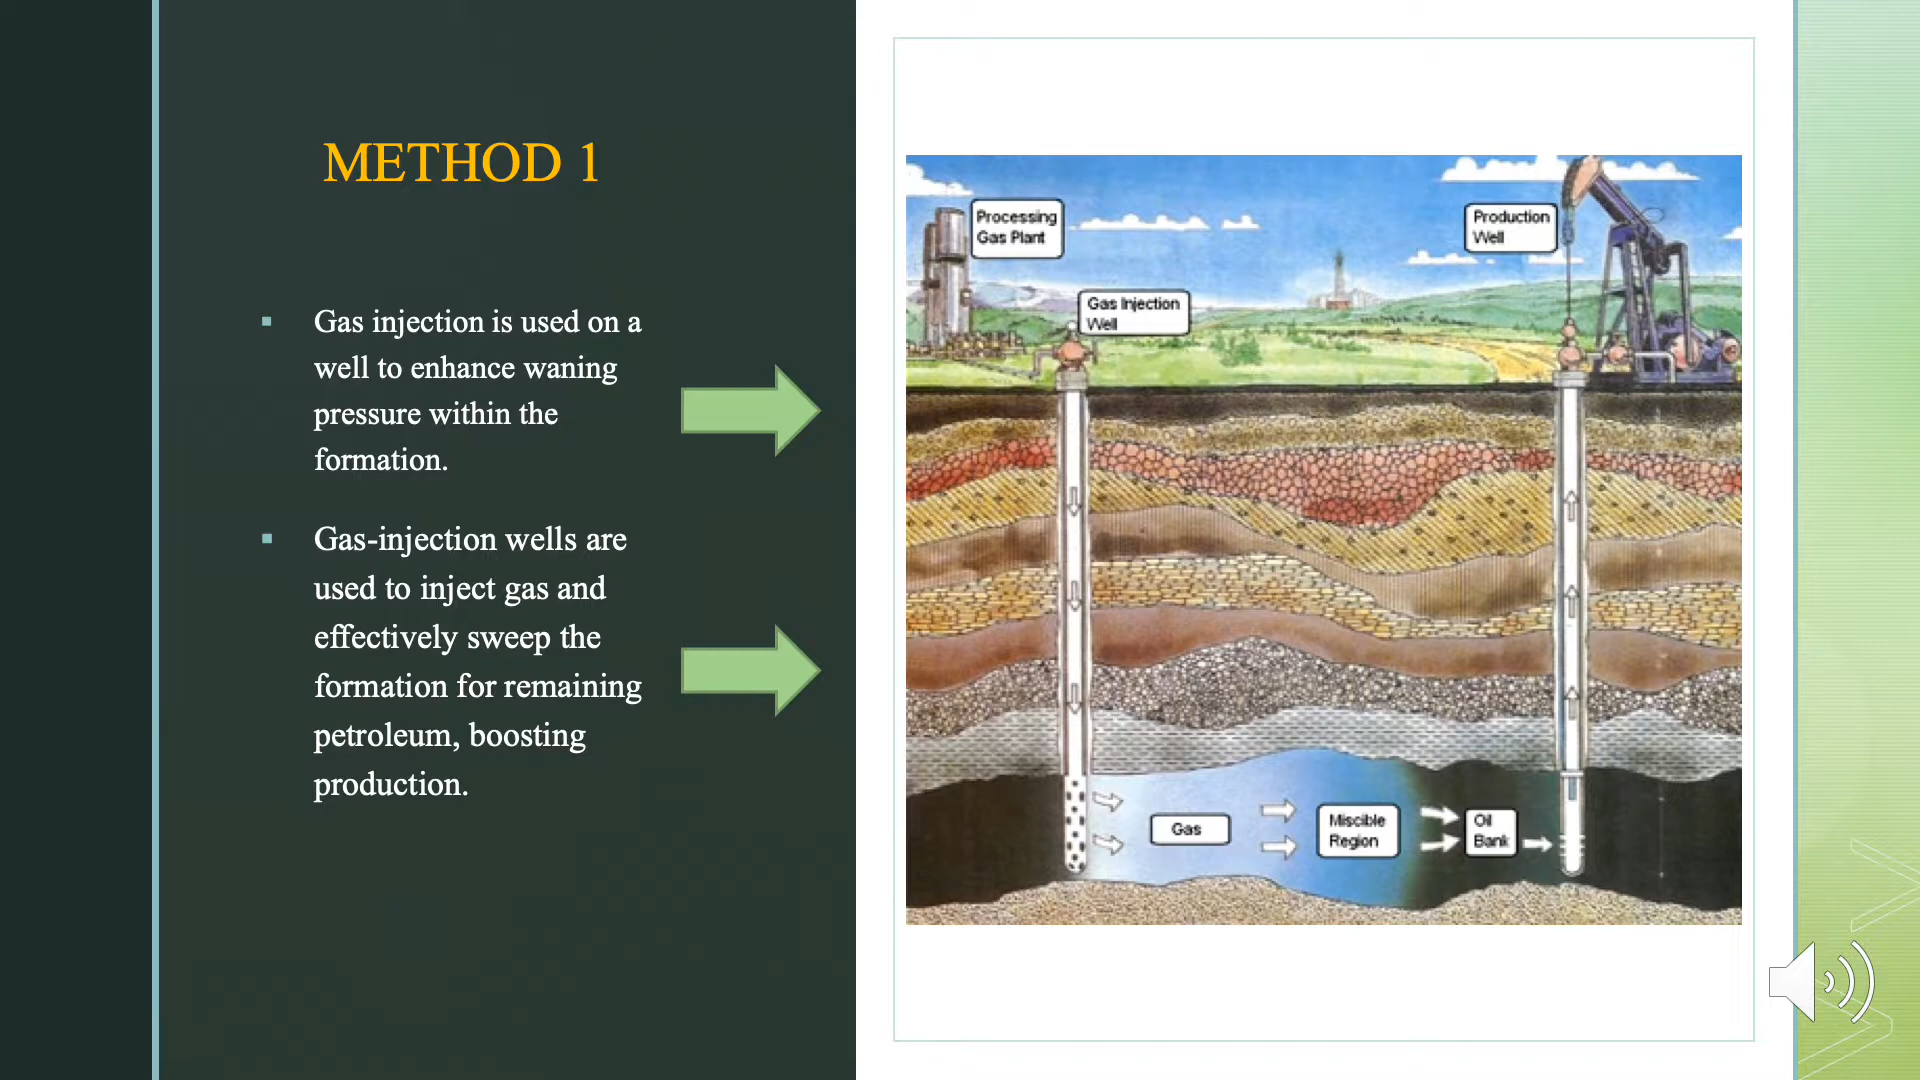 METHOD 1
Gas injection is used on a
well to enhance waning
pressure within the
formation.
Gas-injection wells are
used to inject gas and
effectively sweep the
formation for remaining
petroleum, boosting
production.
Processing
Gas Plant
Gas Injection
Well
Production
Well
Gas
Miscible
Region
Oil
Bank